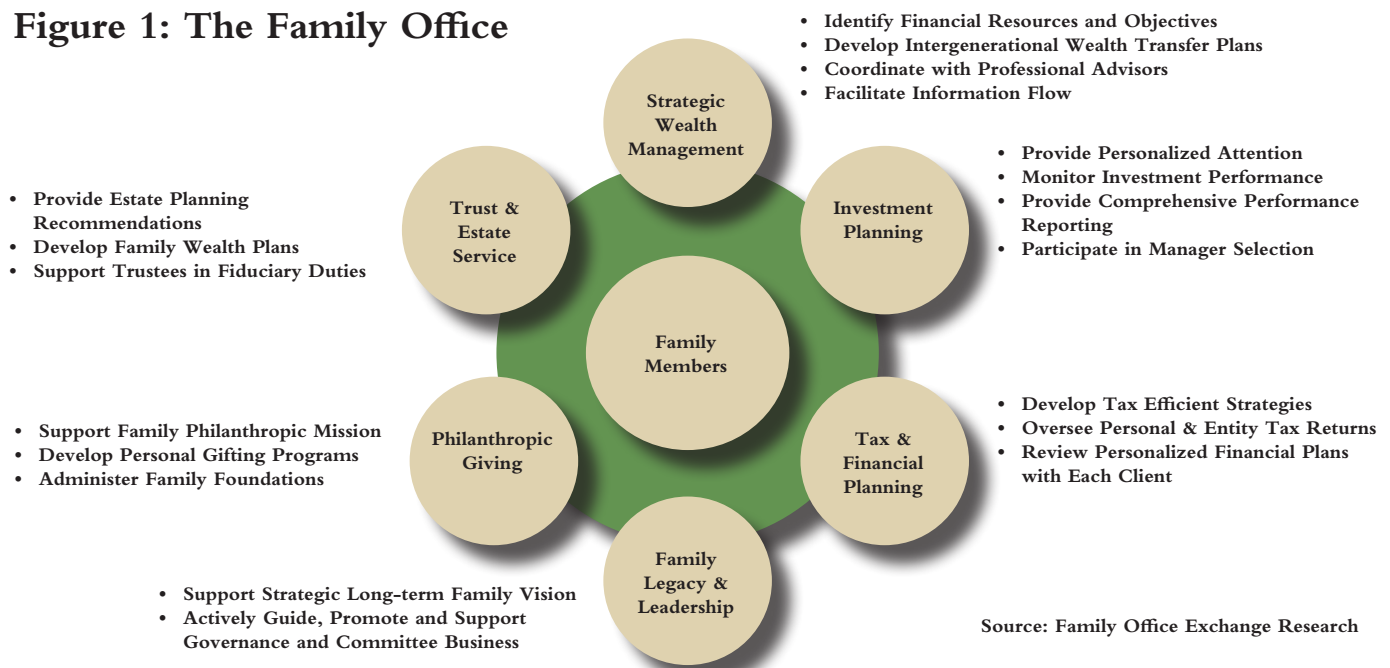 Figure 1: The Family Office
• Identify Financial Resources and Objectives
• Develop Intergenerational Wealth Transfer Plans
• Coordinate with Professional Advisors
• Facilitate Information Flow
Strategic
Wealth
Management
Investment
Planning
• Provide Personalized Attention
• Monitor Investment Performance
• Provide Comprehensive Performance
Reporting
• Participate in Manager Selection
• Provide Estate Planning
Recommendations
• Develop Family Wealth Plans
• Support Trustees in Fiduciary Duties
Trust &
Estate
Service
Family
Members
• Support Family Philanthropic Mission
• Develop Personal Gifting Programs
• Administer Family Foundations
Philanthropic
Giving
Tax &
Financial
Planning
• Develop Tax Efficient Strategies
• Oversee Personal & Entity Tax Returns
• Review Personalized Financial Plans
with Each Client
Family
Legacy &
Leadership
• Support Strategic Long-term Family Vision
• Actively Guide, Promote and Support
Governance and Committee Business
Source: Family Office Exchange Research